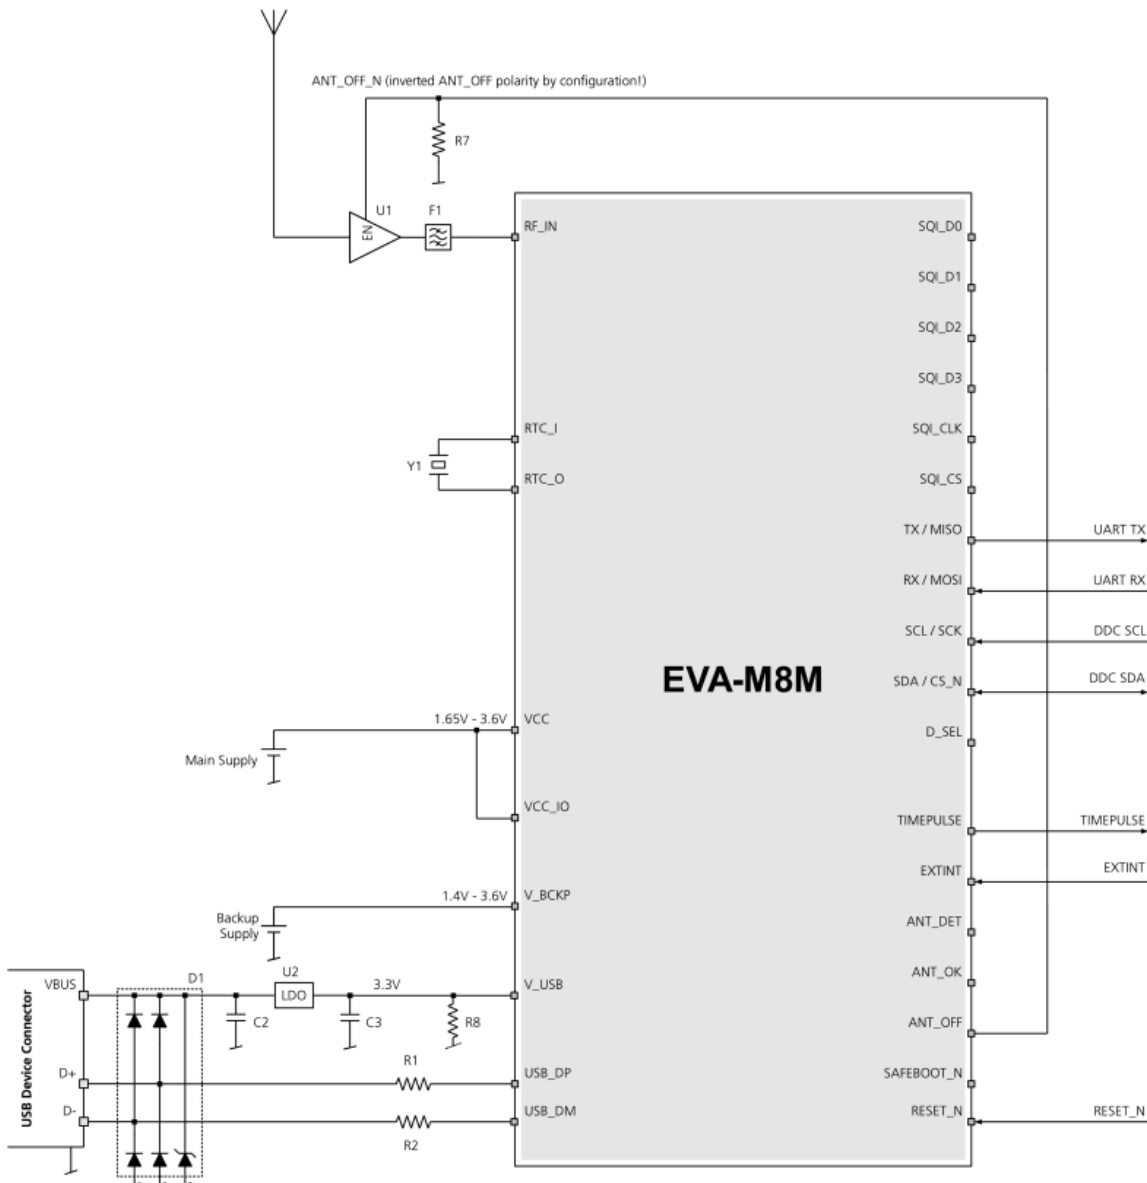 ANT_OFF_N (inverted ANT_OFF polarity by configuration!)
R7
U1
F1
EN
RF_IN
SQI_D0
SQI_D1
SQI_D2
SQI_D3
RTC_I
SQI_CLK
Y1
RTC_O
SQI_CS
TX / MISO
UART TX
RX / MOSI
UART RX
SCL / SCK
DDC SCL
EVA-M8M
SDA / CS_N
DDC SDA
1.65V - 3.6V
VCC
D_SEL
Main Supply
VCC_IO
TIMEPULSE
TIMEPULSE
EXTINT
EXTINT
1.4V - 3.6V
V_BCKP
Backup
Supply
ANT_DET
ANT_OK
USB Device Connector
VBUS
D1
U2
LDO
3.3V
V_USB
C2
C3
R8
ANT_OFF
D+
R1
USB_DP
SAFEBOOT_N
D-
R2
USB_DM
RESET_N
RESET_N